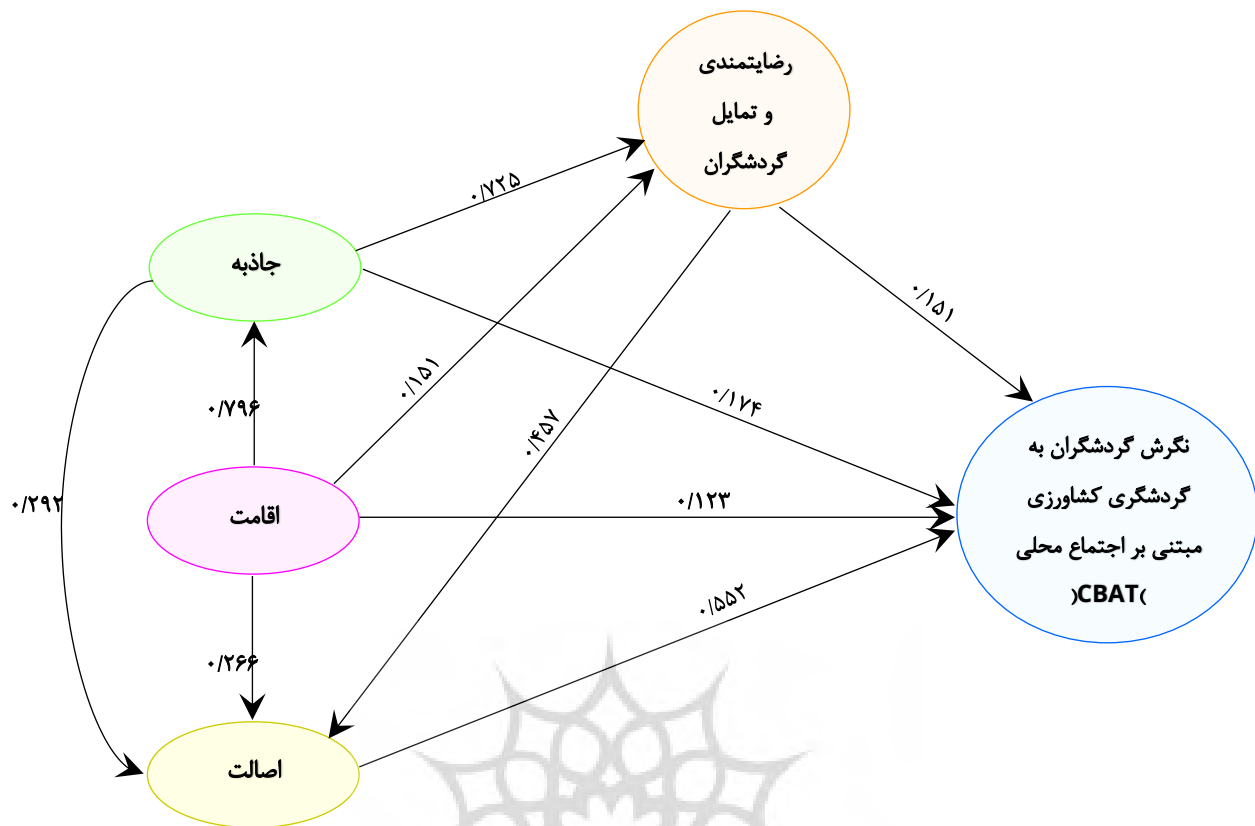 رضایتمندی
و تمایل
گردشگران
۰/۷۲۵
جاذبه
۰/۱۵۱
۰/۱۵۱
۰/۱۷۴
۰/۷۹۶
۰/۴۵۷
نگرش گردشگران به
گردشگری کشاورزی
مبتنی بر اجتماع محلی
)CBAT(
۰/۲۹۲
اقامت
۰/۱۲۳
۰/۵۵۲
۰/۲۶۶
اصالت